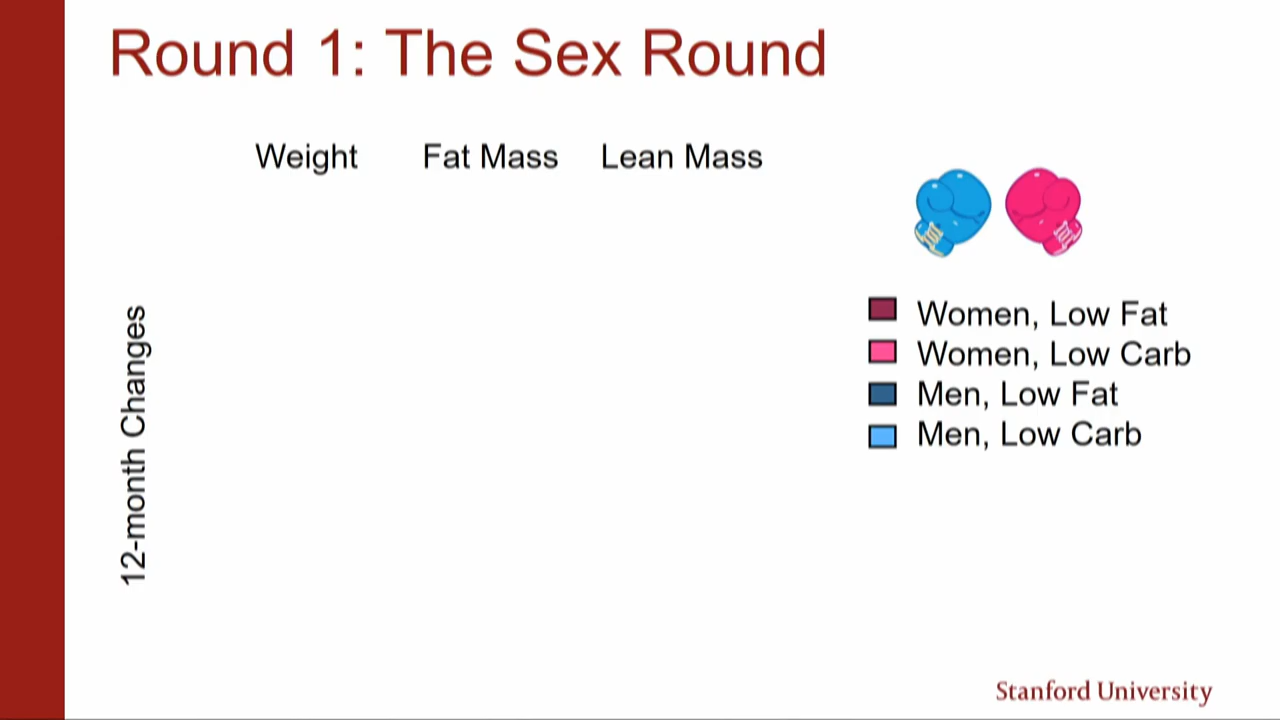 Round 1: The Sex Round
Weight
Fat Mass
Lean Mass
12-month Changes
Women, Low Fat
Women, Low Carb
Men, Low Fat
Men, Low Carb
Stanford University